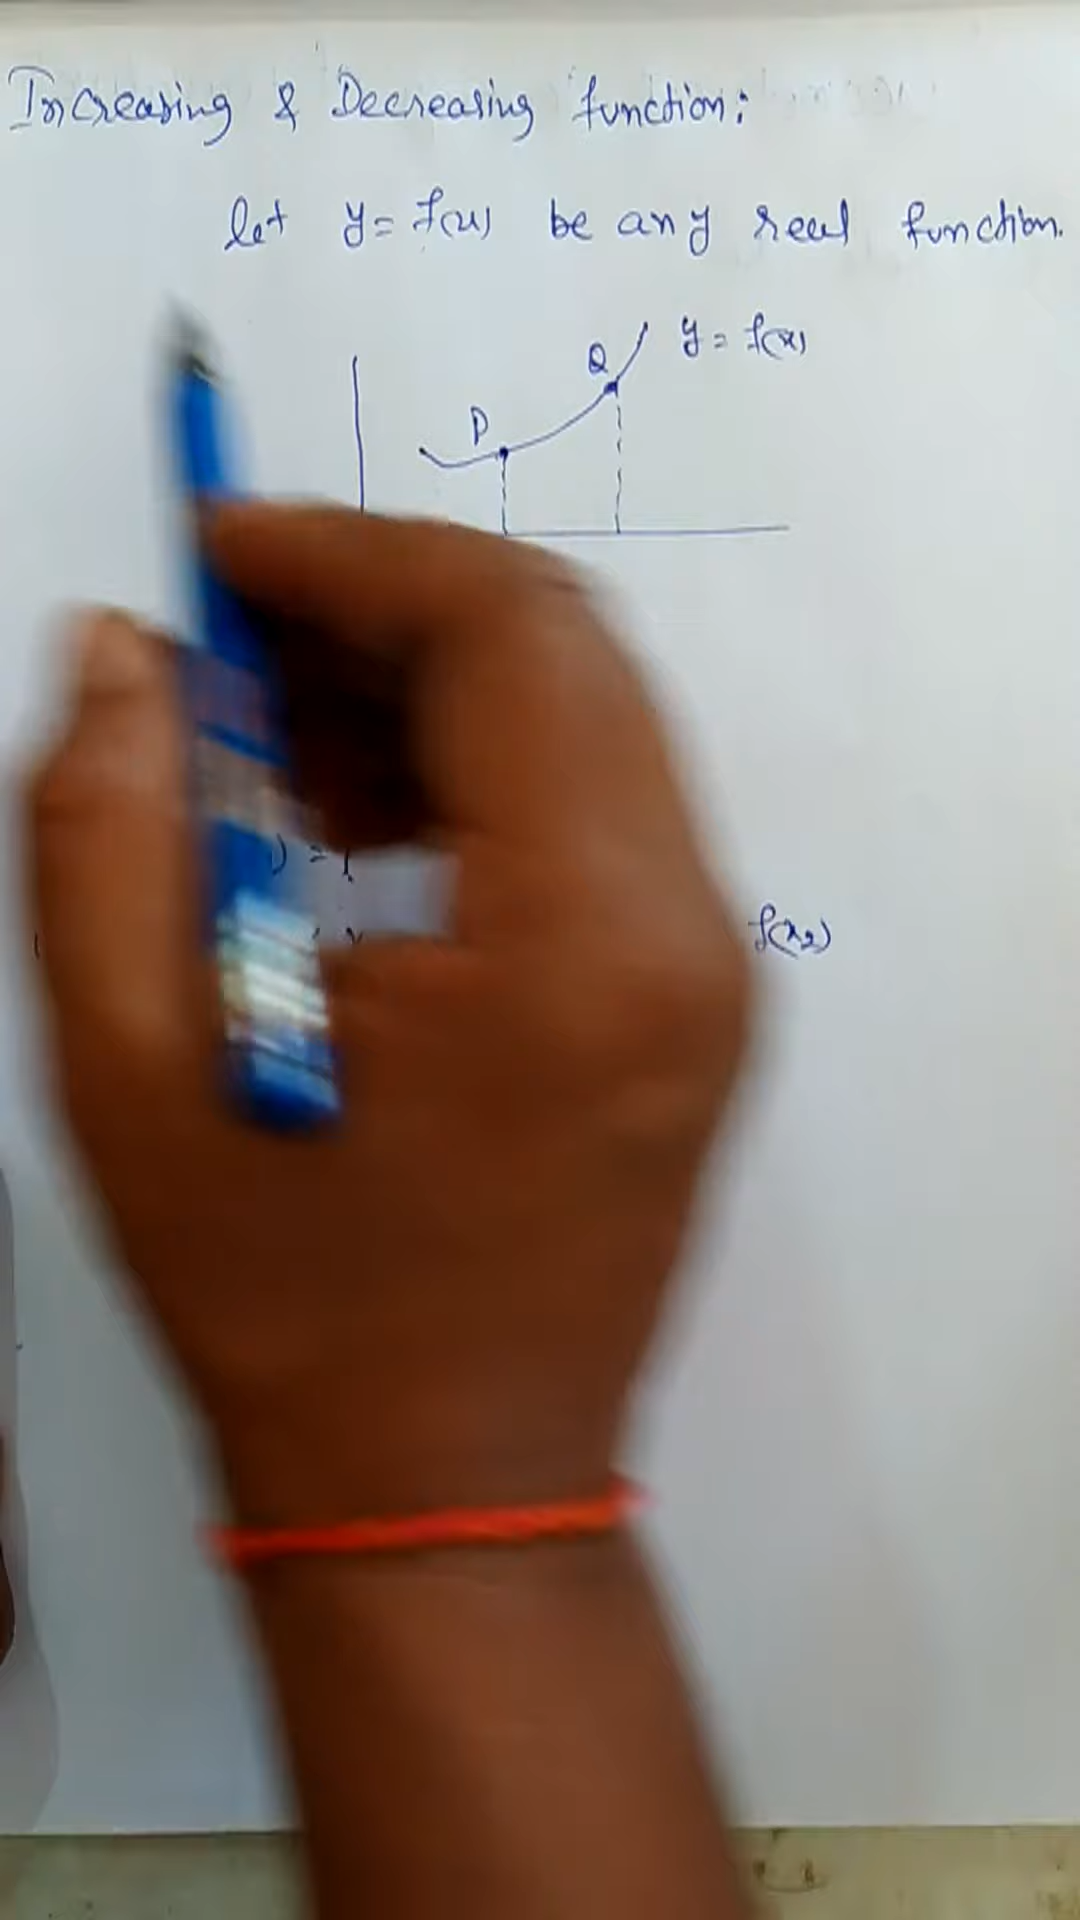 Increasing & Decreasing function:
let y = f(x) be any real function.
Q y = f(x)
P
) = (
f(x2)